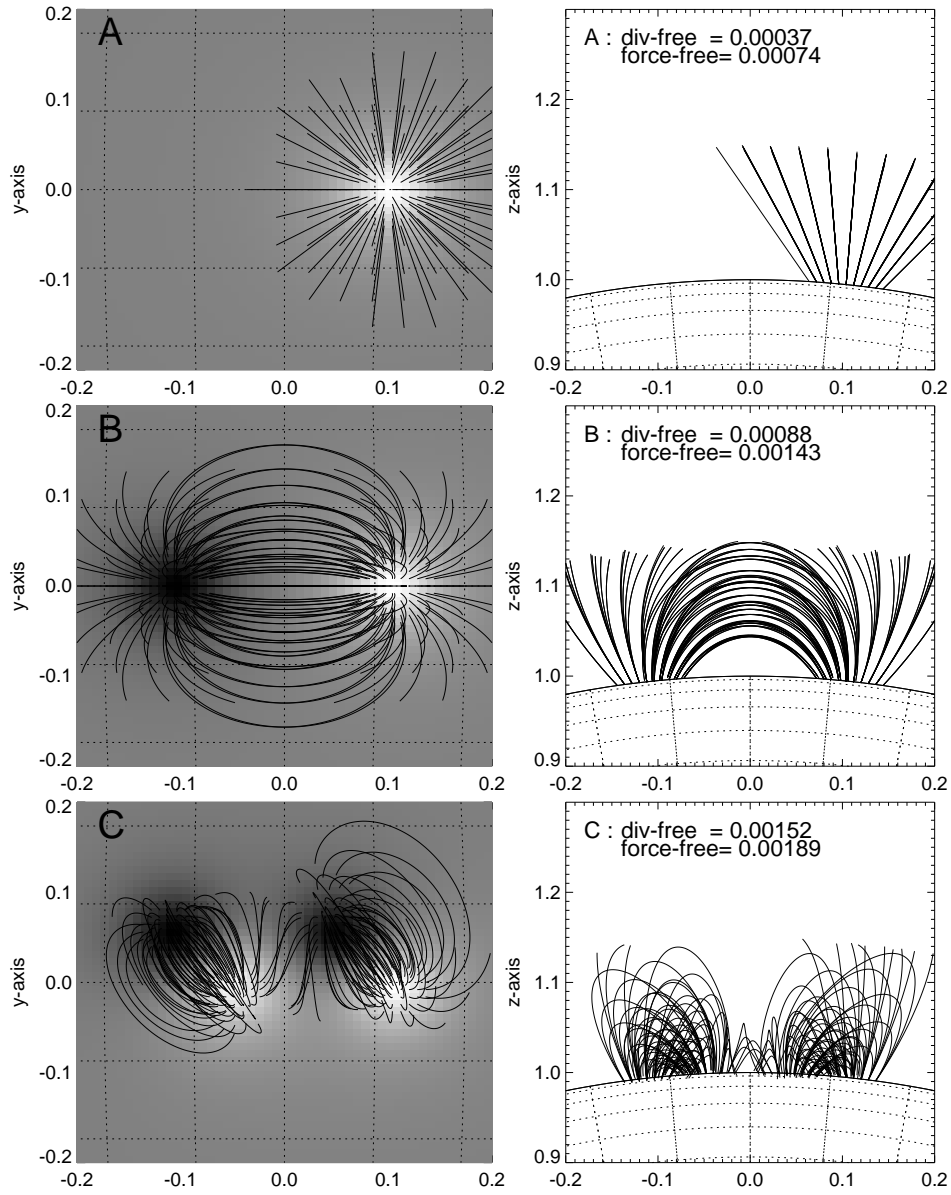 A
0.2
0.1
0.0
-0.1
-0.2
y-axis
-0.2 -0.1 0.0 0.1 0.2
A : div-free = 0.00037
force-free= 0.00074
1.2
1.1
1.0
0.9
z-axis
-0.2 -0.1 0.0 0.1 0.2
B
0.2
0.1
0.0
-0.1
-0.2
y-axis
-0.2 -0.1 0.0 0.1 0.2
B : div-free = 0.00088
force-free= 0.00143
1.2
1.1
1.0
0.9
z-axis
-0.2 -0.1 0.0 0.1 0.2
C
0.2
0.1
0.0
-0.1
-0.2
y-axis
-0.2 -0.1 0.0 0.1 0.2
C : div-free = 0.00152
force-free= 0.00189
1.2
1.1
1.0
0.9
z-axis
-0.2 -0.1 0.0 0.1 0.2